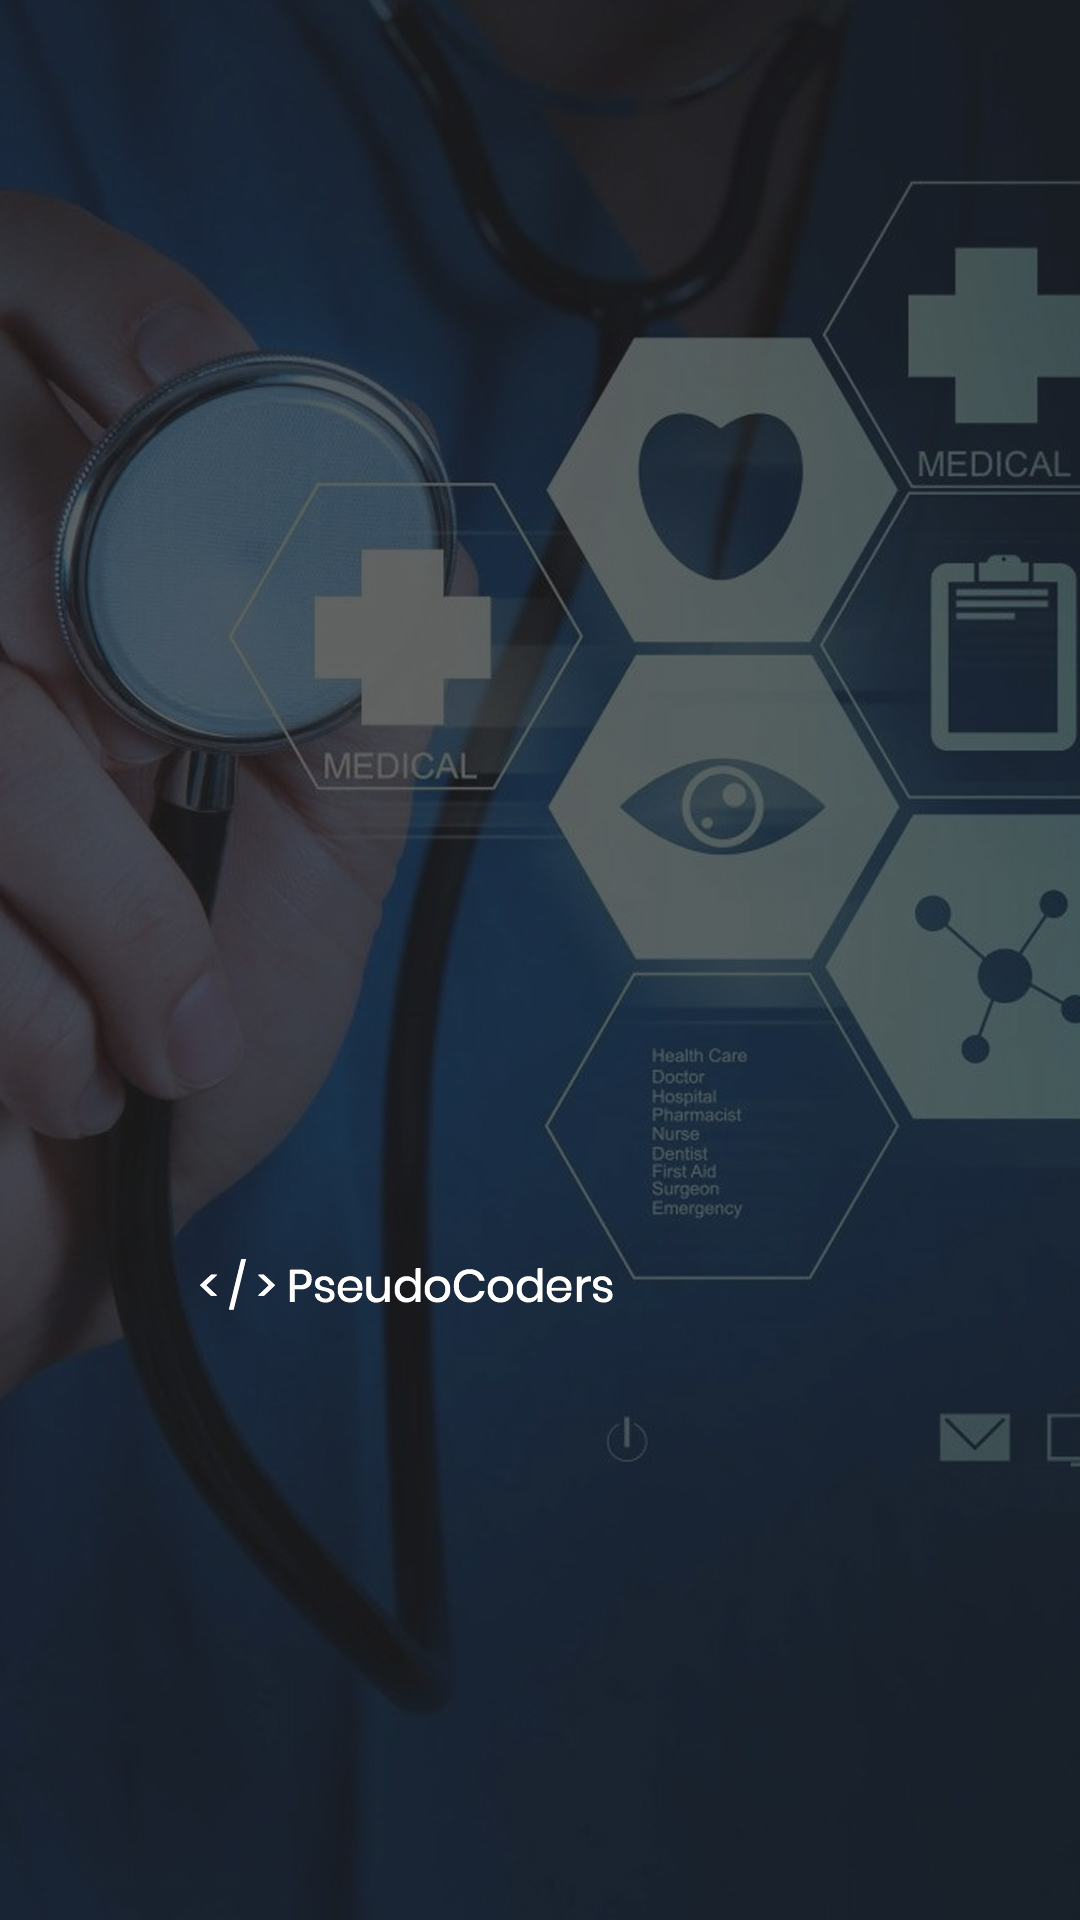 MEDICAL
MEDICAL
Health Care
Doctor
Hospital
Pharmacist
Nurse
Dentist
First Aid
Surgeon
Emergency
</> PseudoCoders